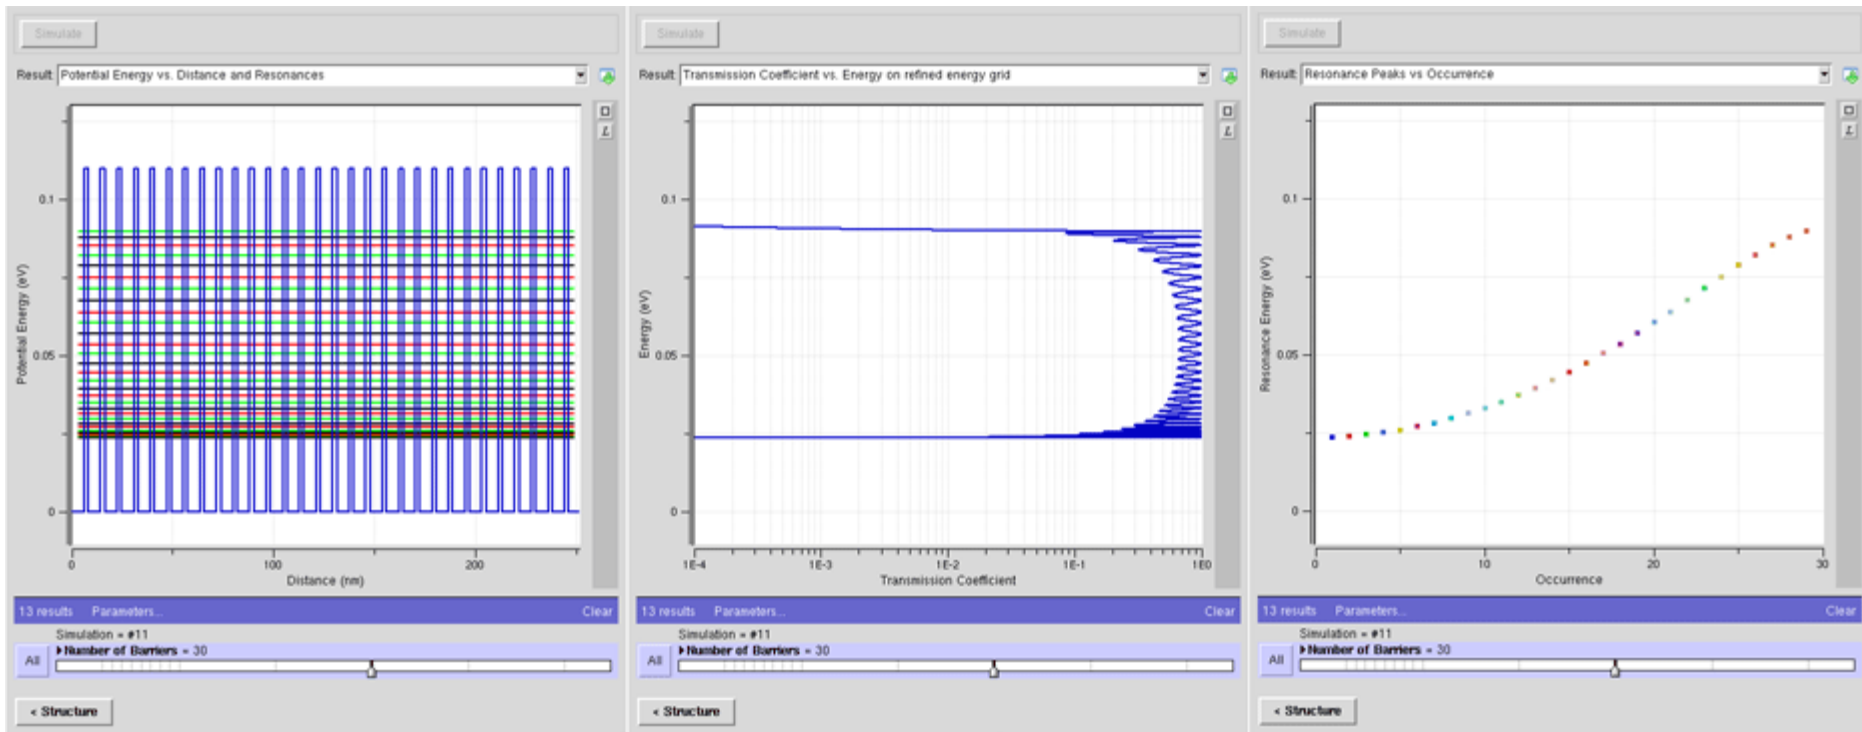 Simulate
Result: Potential Energy vs. Distance and Resonances
Potential Energy (eV)
0.1
0.05
0
0 100 200
Distance (nm)
13 results Parameters... Clear
Simulation = #11
All
Number of Barriers = 30
< Structure
Simulate
Result: Transmission Coefficient vs. Energy on refined energy grid
Energy (eV)
0.1
0.05
0
1E-4 1E-3 1E-2 1E-1 1E0
Transmission Coefficient
13 results Parameters... Clear
Simulation = #11
All
Number of Barriers = 30
< Structure
Simulate
Result: Resonance Peaks vs Occurrence
Resonance Energy (eV)
0.1
0.05
0
0 10 20 30
Occurrence
13 results Parameters... Clear
Simulation = #11
All
Number of Barriers = 30
< Structure